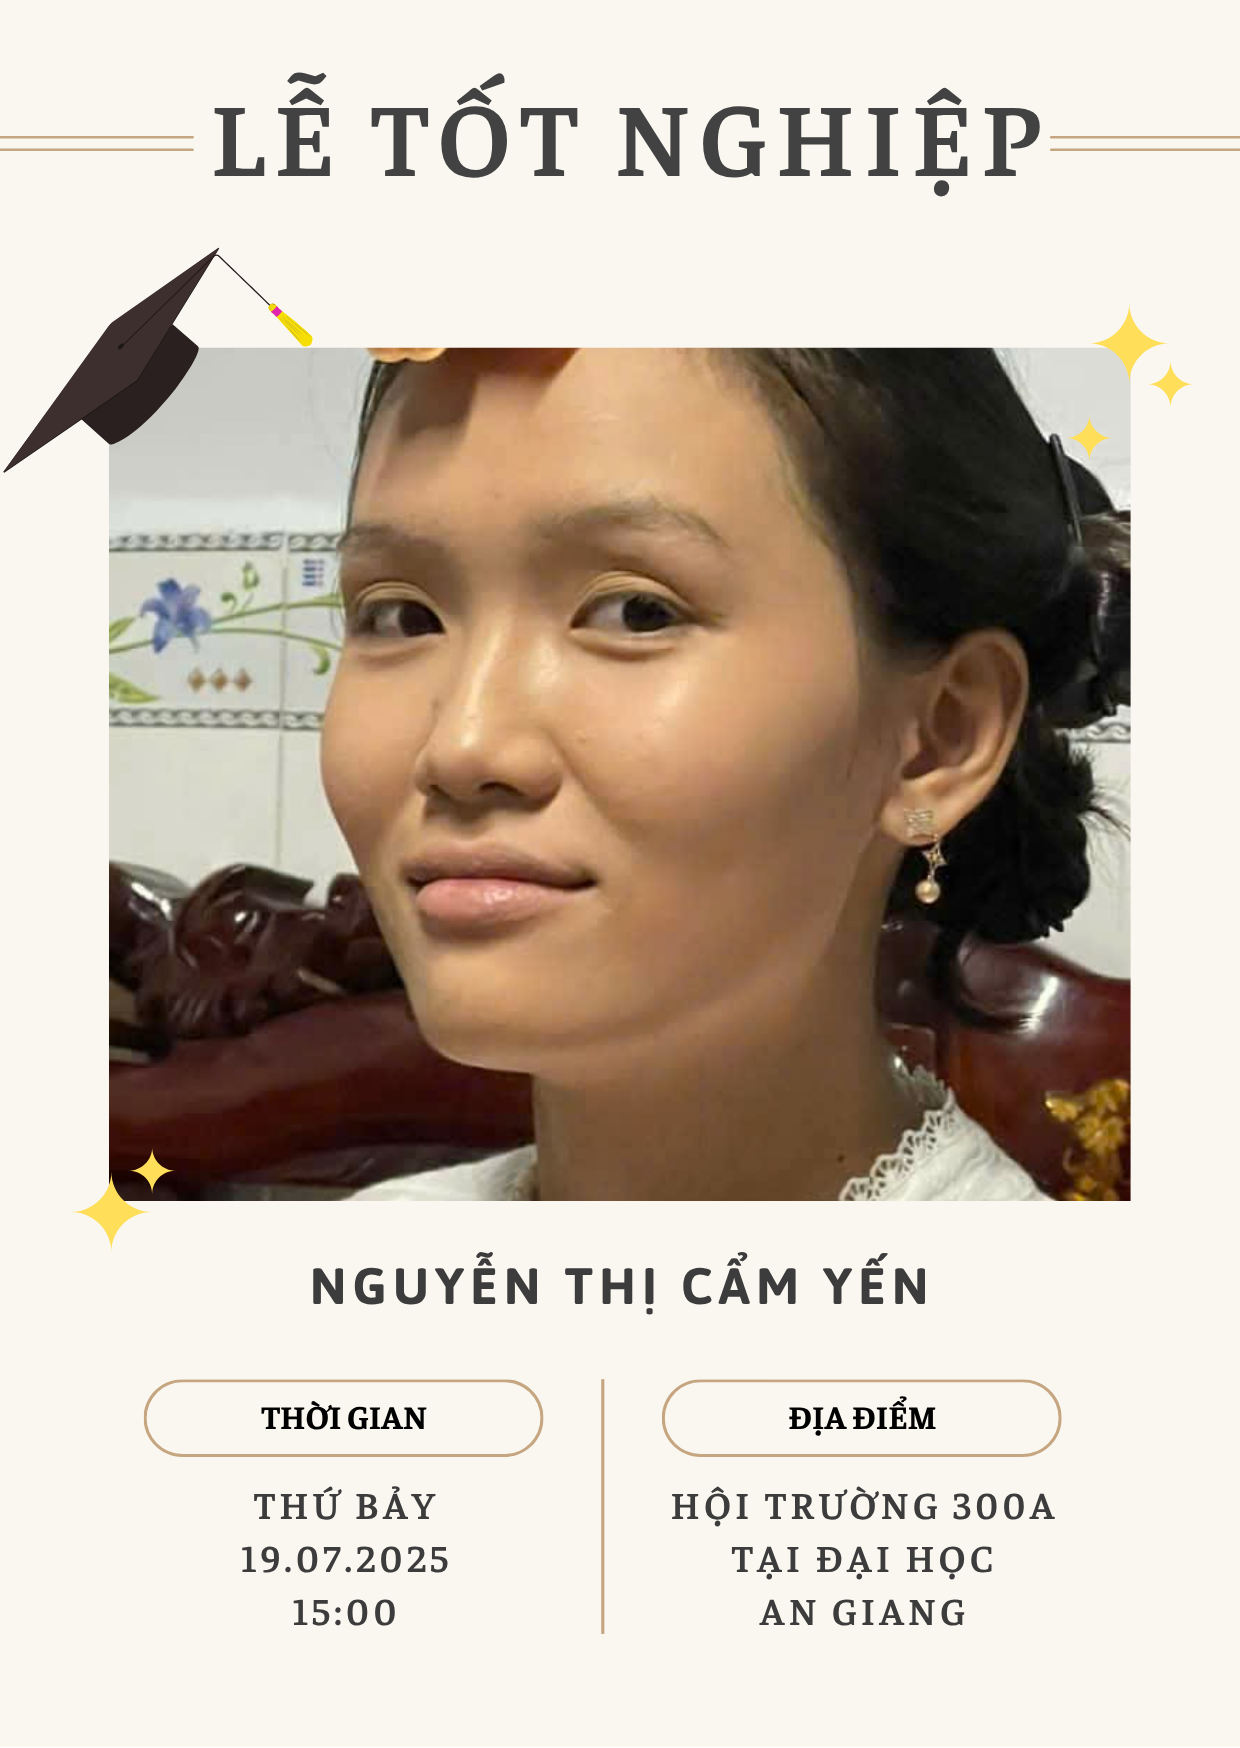 LỄ TỐT NGHIỆP
NGUYỄN THỊ CẨM YẾN
THỜI GIAN
THỨ BẢY
19.07.2025
15:00
ĐỊA ĐIỂM
HỘI TRƯỜNG 300A
TẠI ĐẠI HỌC
AN GIANG